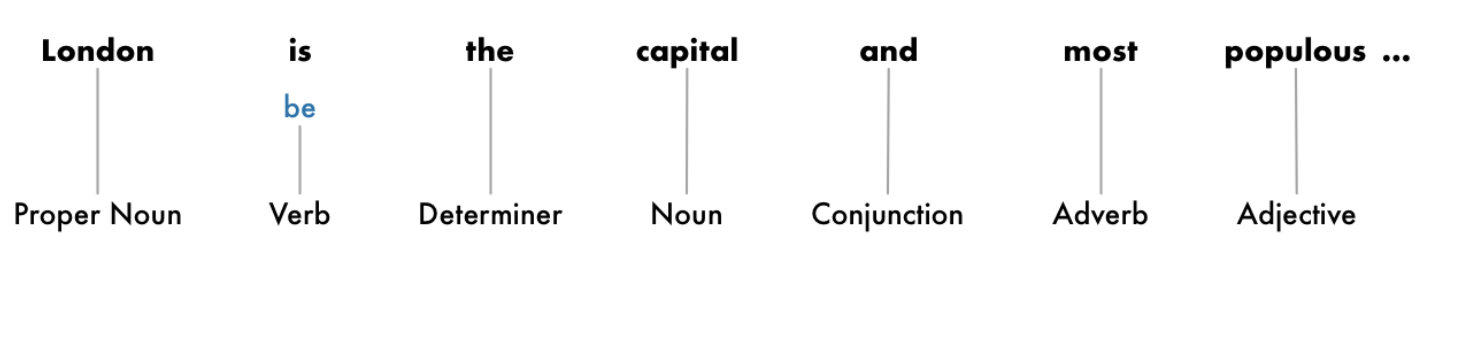 London is the capital and most populous ...
be
Proper Noun Verb Determiner Noun Conjunction Adverb Adjective